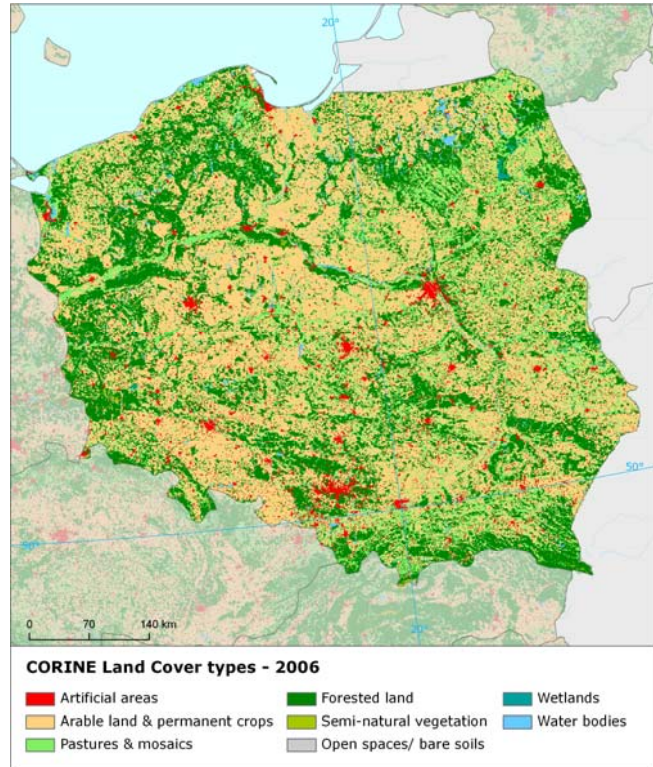 20°
50°
50°
20°
0 70 140 km
CORINE Land Cover types - 2006
Artificial areas
Forested land
Wetlands
Arable land & permanent crops
Semi-natural vegetation
Water bodies
Pastures & mosaics
Open spaces/ bare soils